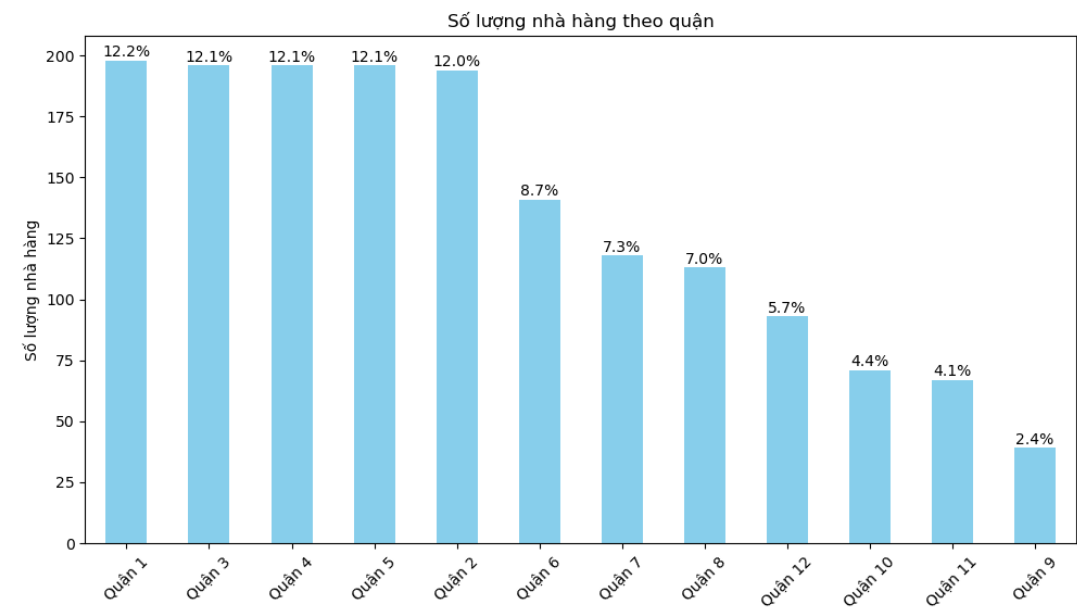 Số lượng nhà hàng theo quận
Số lượng nhà hàng
200
175
150
125
100
75
50
25
0
12.2%
12.1%
12.1%
12.1%
12.0%
8.7%
7.3%
7.0%
5.7%
4.4%
4.1%
2.4%
Quận 1
Quận 3
Quận 4
Quận 5
Quận 2
Quận 6
Quận 7
Quận 8
Quận 12
Quận 10
Quận 11
Quận 9